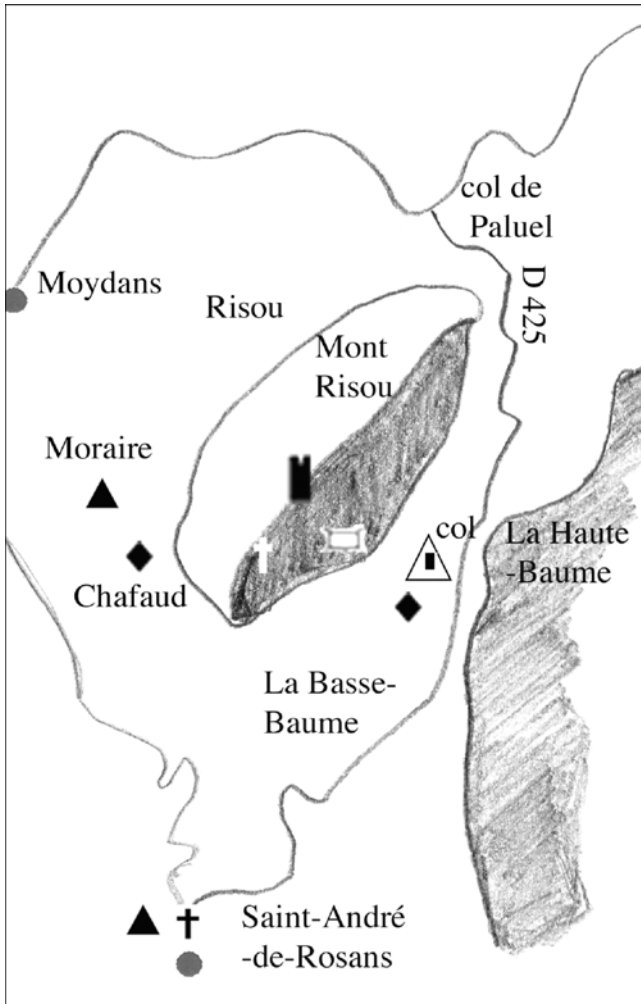 col de
Paluel
D 425
Moydans
Risou
Mont
Risou
Moraire
col
La Haute
-Baume
Chafaud
La Basse-
Baume
Saint-André
-de-Rosans